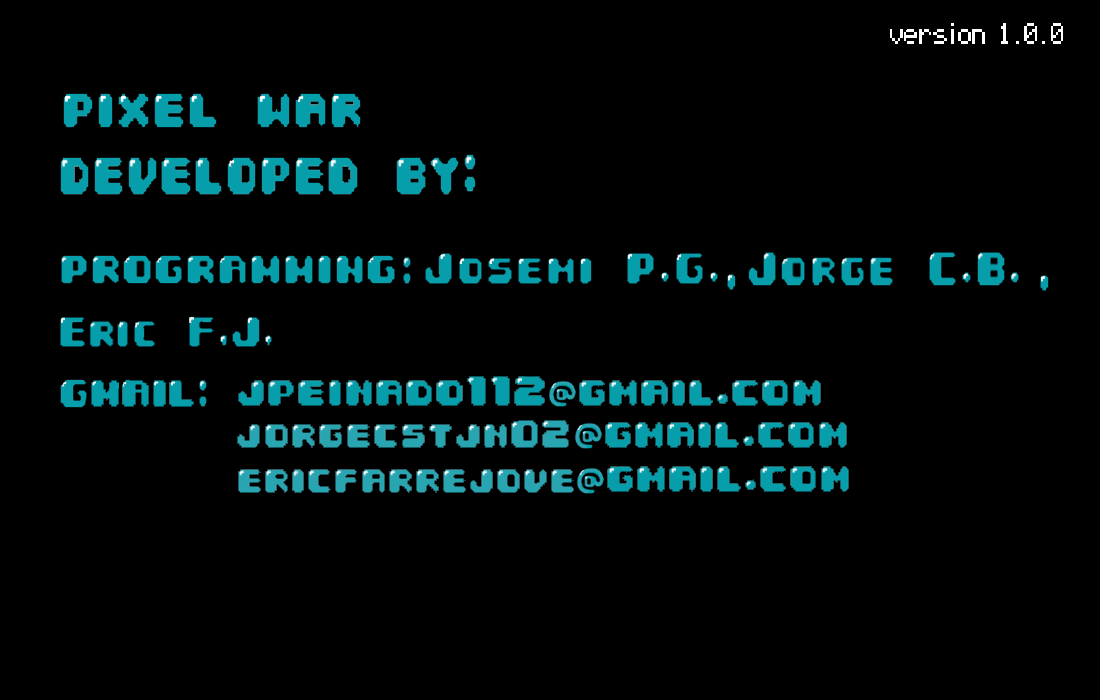 version 1.0.0
PIXEL WAR
DEVELOPED BY:
PROGRAMMING: JOSEMI P.G., JORGE C.B. ,
ERIC F.J.
GMAIL: JPEINADO112@GMAIL.COM
JORGECSTJH02@GMAIL.COM
ERICFARREJOVE@GMAIL.COM